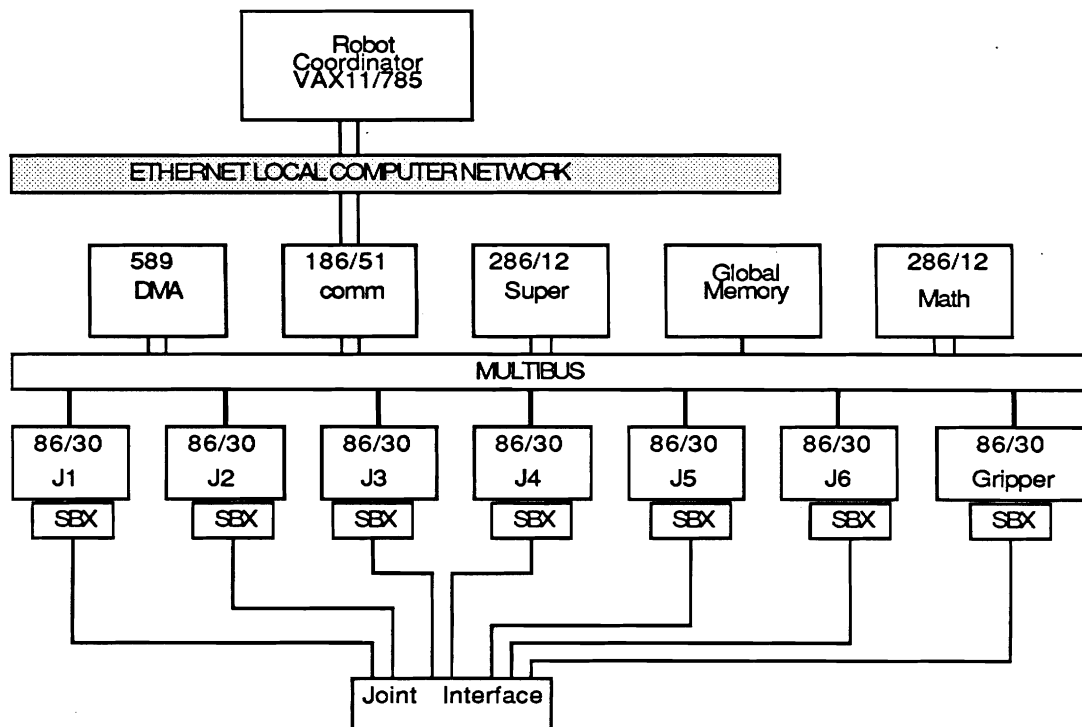 Robot
Coordinator
VAX11/785
ETHERNET LOCAL COMPUTER NETWORK
589
DMA
186/51
comm
286/12
Super
Global
Memory
286/12
Math
MULTIBUS
86/30
J1
86/30
J2
86/30
J3
86/30
J4
86/30
J5
86/30
J6
86/30
Gripper
SBX
SBX
SBX
SBX
SBX
SBX
SBX
Joint Interface